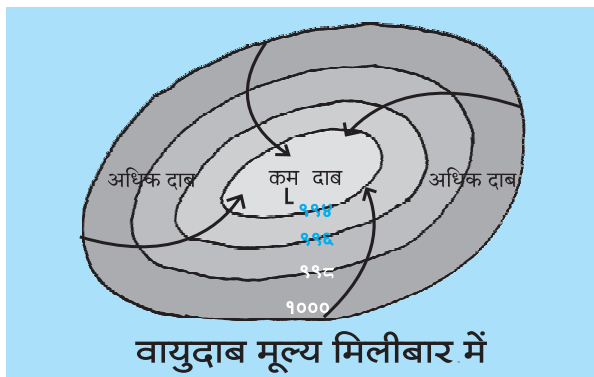 अधिक दाब कम दाब अधिक दाब
L
९९४
९९६
९९८
१०००
वायुदाब मूल्य मिलीबार में